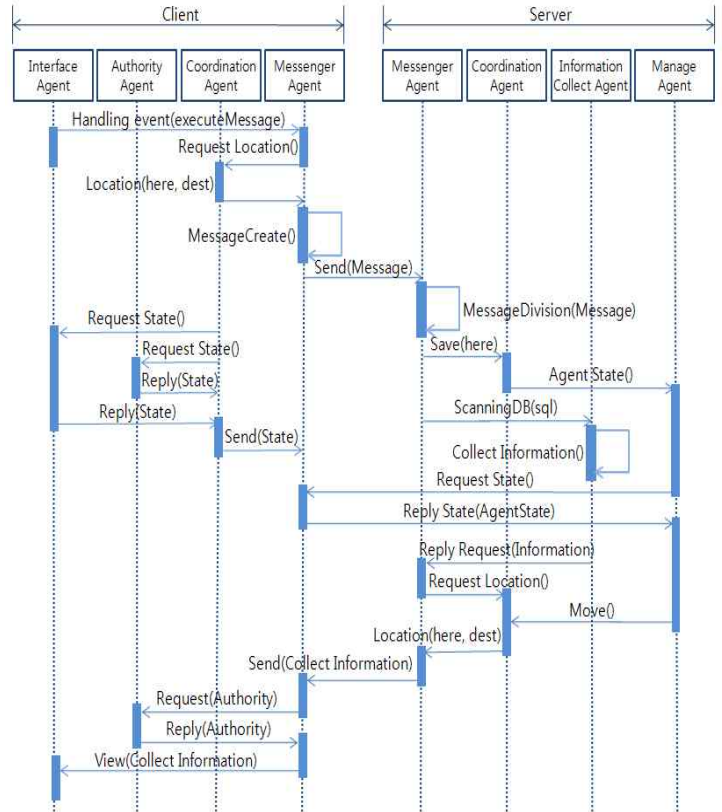 Client
Server
Interface
Agent
Authority
Agent
Coordination
Agent
Messenger
Agent
Messenger
Agent
Coordination
Agent
Information
Collect Agent
Manage
Agent
Handling event(executeMessage)
Request Location()
Location(here, dest)
MessageCreate()
Send(Message)
MessageDivision(Message)
Request State()
Save(here)
Request State()
Agent State()
Reply(State)
Reply(State)
ScanningDB(sql)
Send(State)
Collect Information()
Request State()
Reply State(AgentState)
Reply Request(Information)
Request Location()
Move()
Location(here, dest)
Send(Collect Information)
Request(Authority)
Reply(Authority)
View(Collect Information)